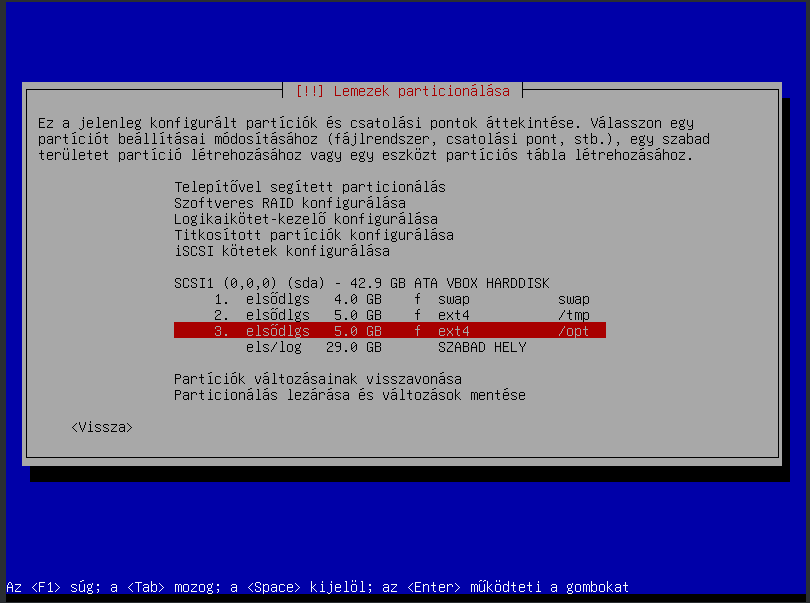 [!!] Lemezek particionálása
Ez a jelenleg konfigurált partíciók és csatolási pontok áttekintése. Válasszon egy
partíciót beállításai módosításához (fájlrendszer, csatolási pont, stb.), egy szabad
területet partíció létrehozásához vagy egy eszközt partíciós tábla létrehozásához.
Telepítővel segített particionálás
Szoftveres RAID konfigurálása
Logikaikötet-kezelő konfigurálása
Titkosított partíciók konfigurálása
iSCSI kötetek konfigurálása
SCSI1 (0,0,0) (sda) - 42.9 GB ATA VBOX HARDDISK
1. elsődlgs 4.0 GB f swap swap
2. elsődlgs 5.0 GB f ext4 /tmp
3. elsődlgs 5.0 GB f ext4 /opt
els/log 29.0 GB SZABAD HELY
Partíciók változásainak visszavonása
Particionálás lezárása és változások mentése
<Vissza>
Az <F1> súg; a <Tab> mozog; a <Space> kijelöl; az <Enter> működteti a gombokat